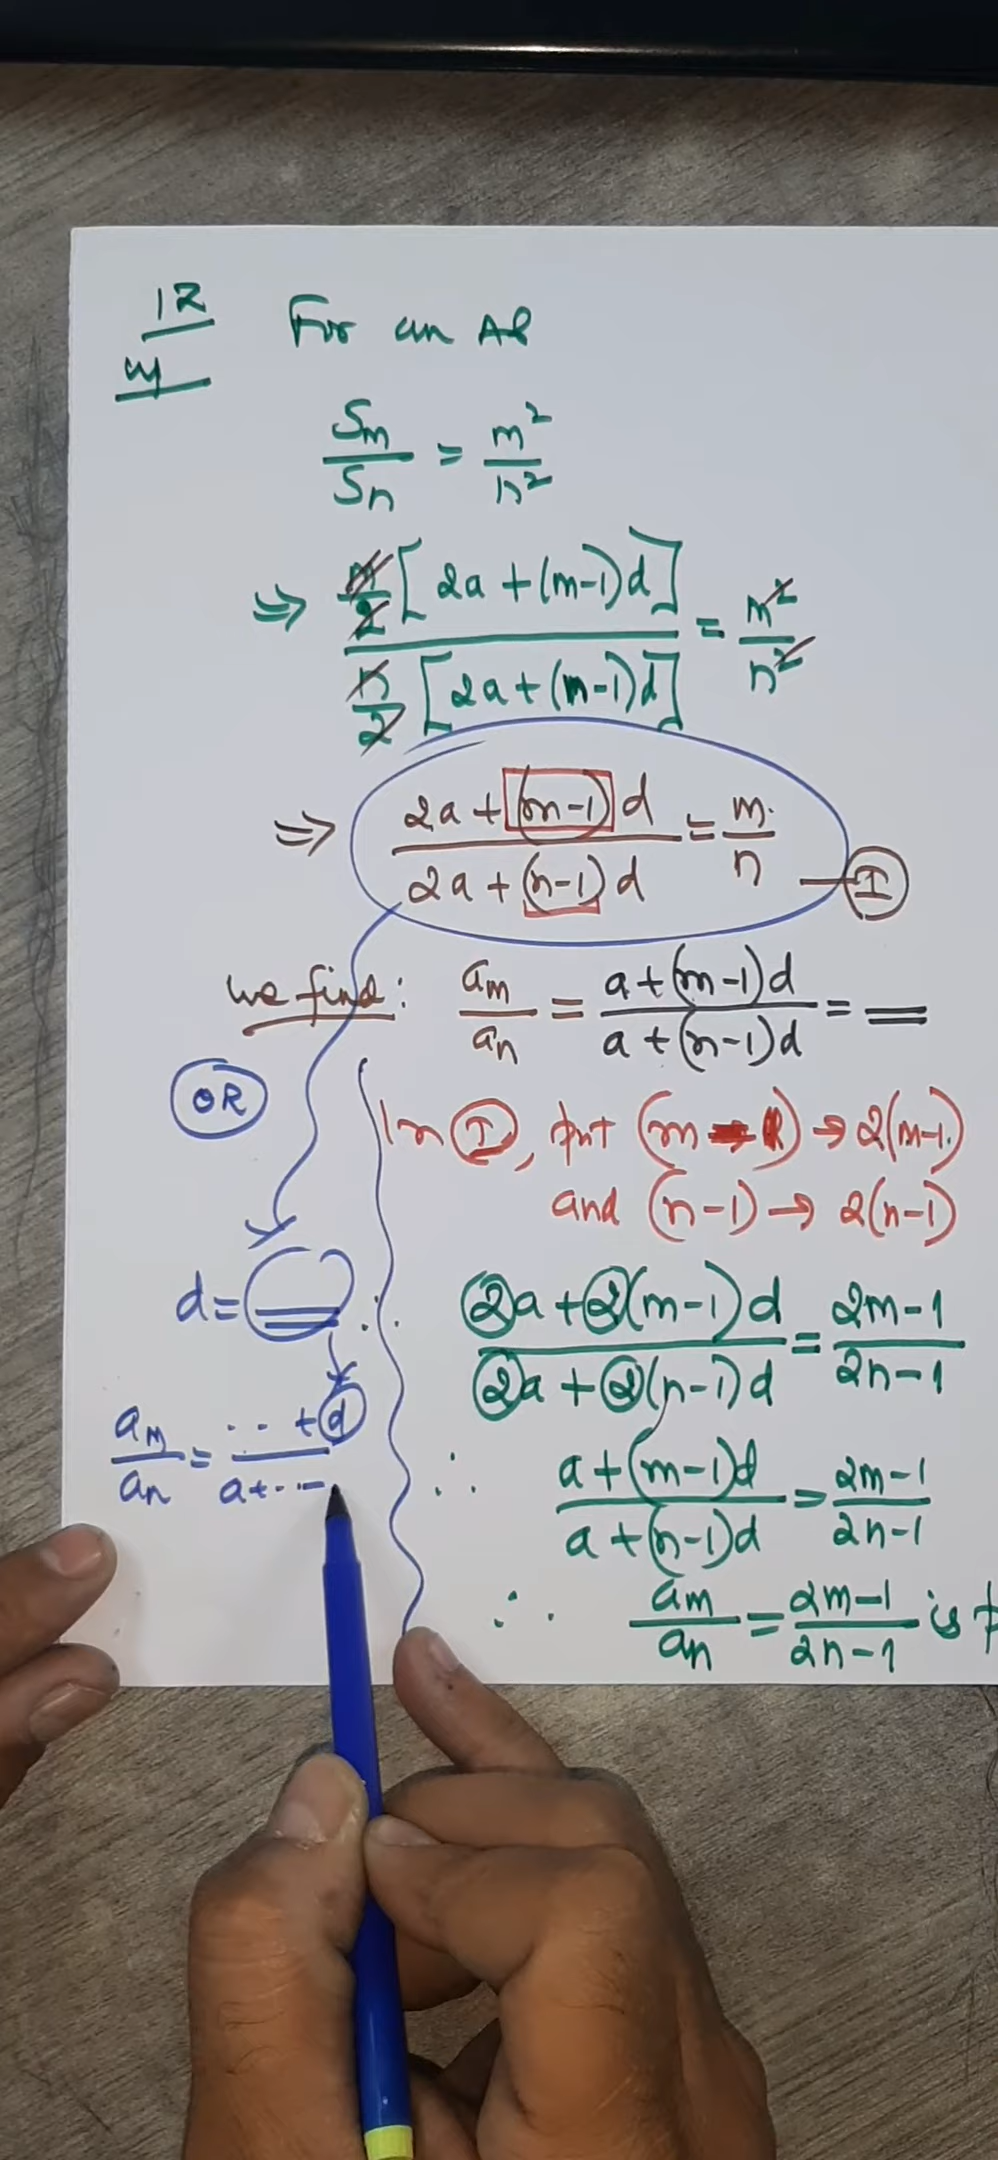 12
For an AP
Sm/Sn = m²/n²
⇒ m/2 [2a + (m-1)d] / n/2 [2a + (m-1)d] = m²/n²
⇒ 2a + (m-1)d / 2a + (n-1)d = m/n — I
We find: am/an = a + (m-1)d / a + (n-1)d = =
OR
In I, put (m - 1) → 2(m-1)
and (n-1) → 2(n-1)
d =
∴ 2a + 2(m-1)d / 2a + 2(n-1)d = 2m-1 / 2n-1
am/an = ... + d / a + ...
∴ a + (m-1)d / a + (n-1)d = 2m-1 / 2n-1
∴ am/an = 2m-1 / 2n-1 is